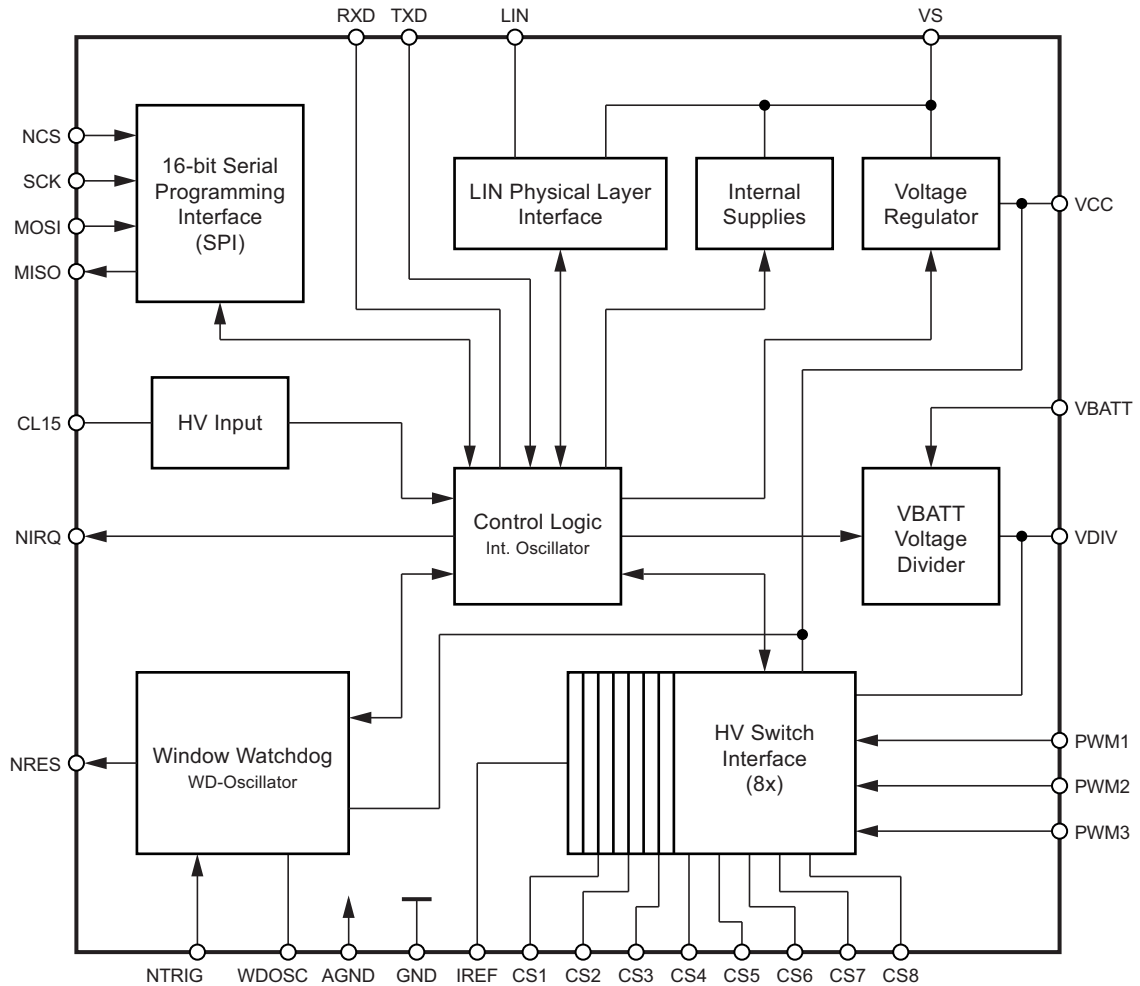 RXD TXD LIN VS
NCS
SCK
MOSI
MISO
16-bit Serial
Programming
Interface
(SPI)
LIN Physical Layer
Interface
Internal
Supplies
Voltage
Regulator
VCC
CL15
HV Input
VBATT
NIRQ
Control Logic
Int. Oscillator
VBATT
Voltage
Divider
VDIV
NRES
Window Watchdog
WD-Oscillator
HV Switch
Interface
(8x)
PWM1
PWM2
PWM3
NTRIG WDOSC AGND GND IREF CS1 CS2 CS3 CS4 CS5 CS6 CS7 CS8